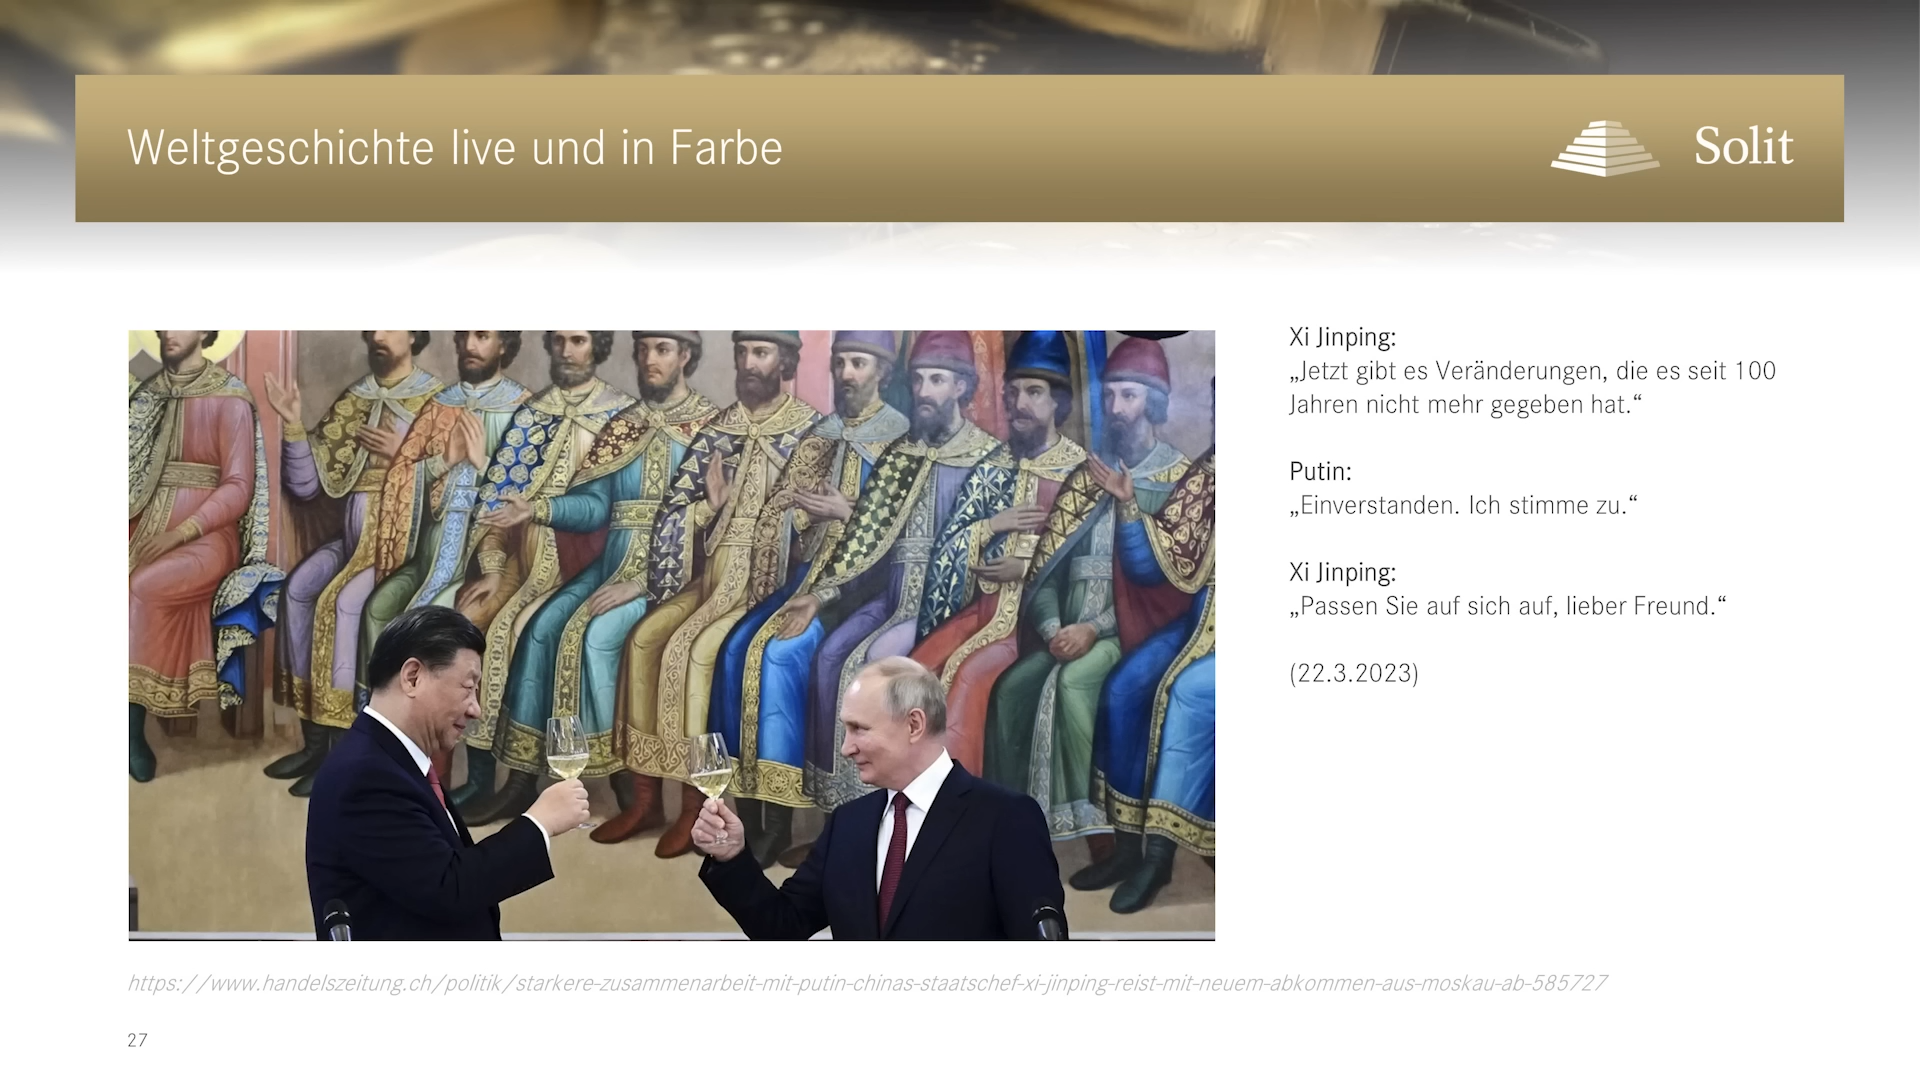 Weltgeschichte live und in Farbe
Solit
Xi Jinping:
„Jetzt gibt es Veränderungen, die es seit 100
Jahren nicht mehr gegeben hat.“
Putin:
„Einverstanden. Ich stimme zu.“
Xi Jinping:
„Passen Sie auf sich auf, lieber Freund.“
(22.3.2023)
https://www.handelszeitung.ch/politik/starkere-zusammenarbeit-mit-putin-chinas-staatschef-xi-jinping-reist-mit-neuem-abkommen-aus-moskau-ab-585727
27